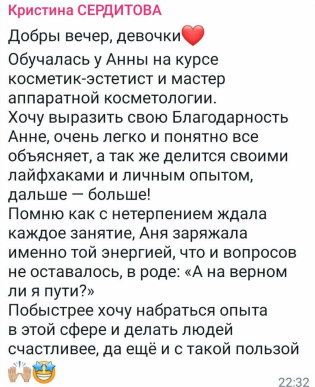 Кристина СЕРДИТОВА
Добры вечер, девочки❤️
Обучалась у Анны на курсе
косметик-эстетист и мастер
аппаратной косметологии.
Хочу выразить свою Благодарность
Анне, очень легко и понятно все
объясняет, а так же делится своими
лайфхаками и личным опытом,
дальше — больше!
Помню как с нетерпением ждала
каждое занятие, Аня заряжала
именно той энергией, что и вопросов
не оставалось, в роде: «А на верном
ли я пути?»
Побыстрее хочу набраться опыта
в этой сфере и делать людей
счастливее, да ещё и с такой пользой
🙌🏼🤩
22:32